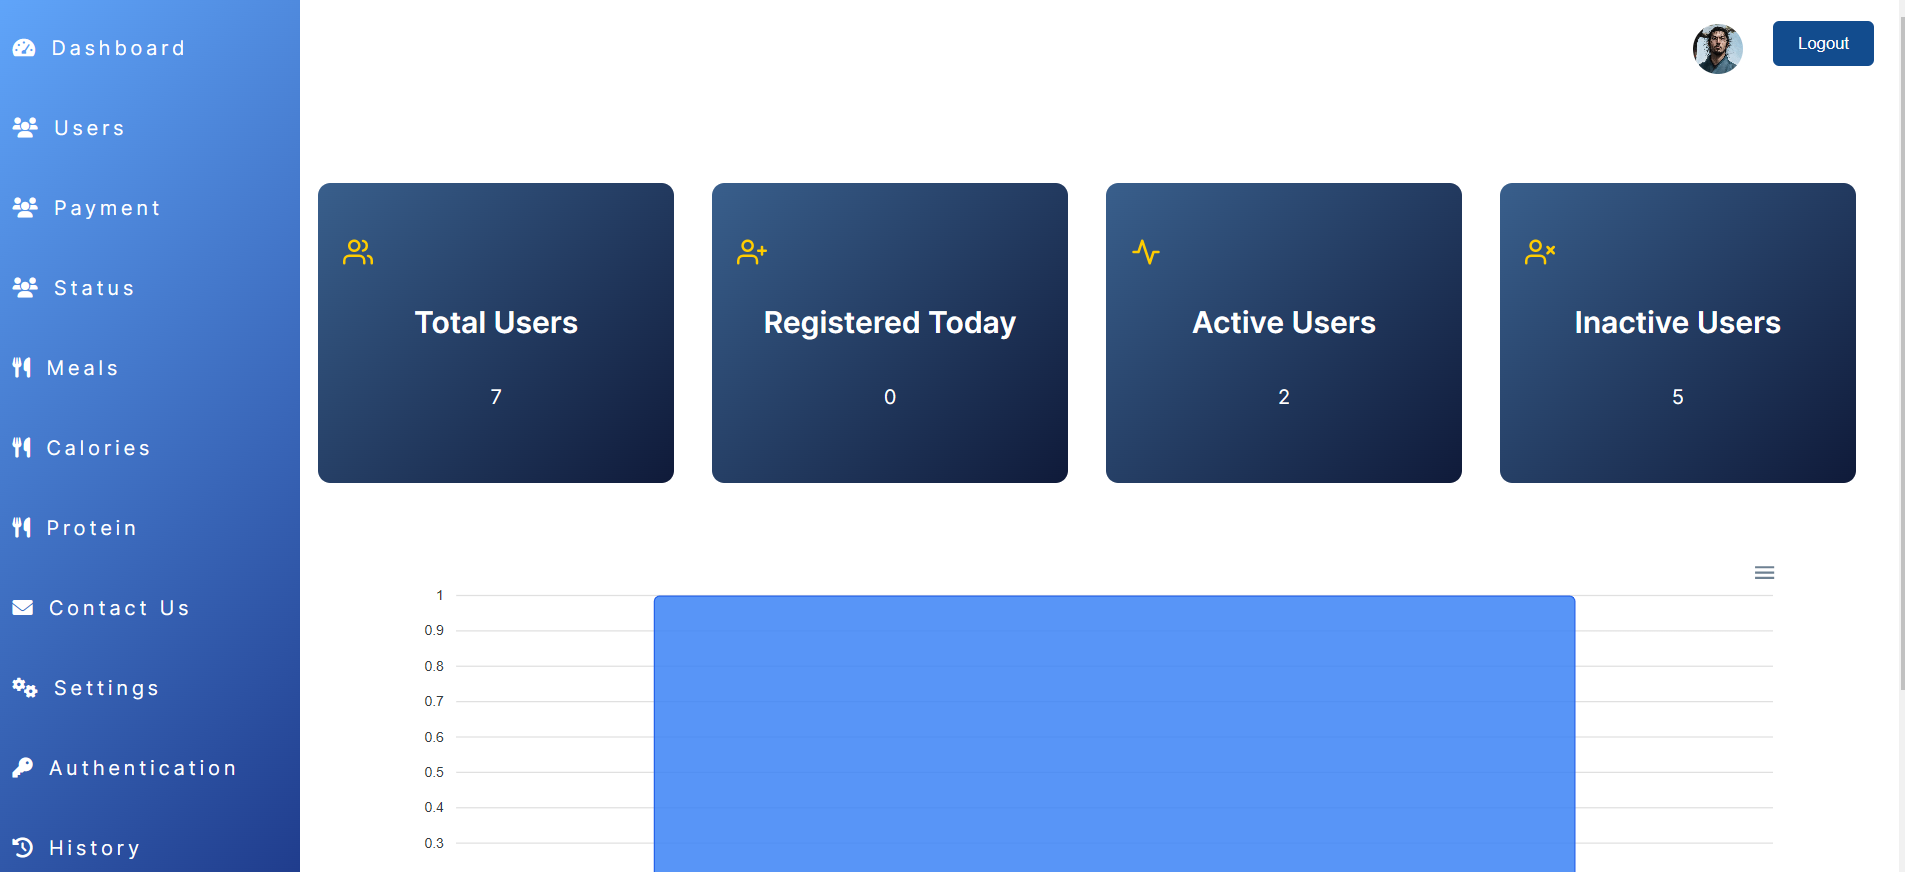 Dashboard
Users
Payment
Status
Meals
Calories
Protein
Contact Us
Settings
Authentication
History
Logout
Total Users
7
Registered Today
0
Active Users
2
Inactive Users
5
1
0.9
0.8
0.7
0.6
0.5
0.4
0.3